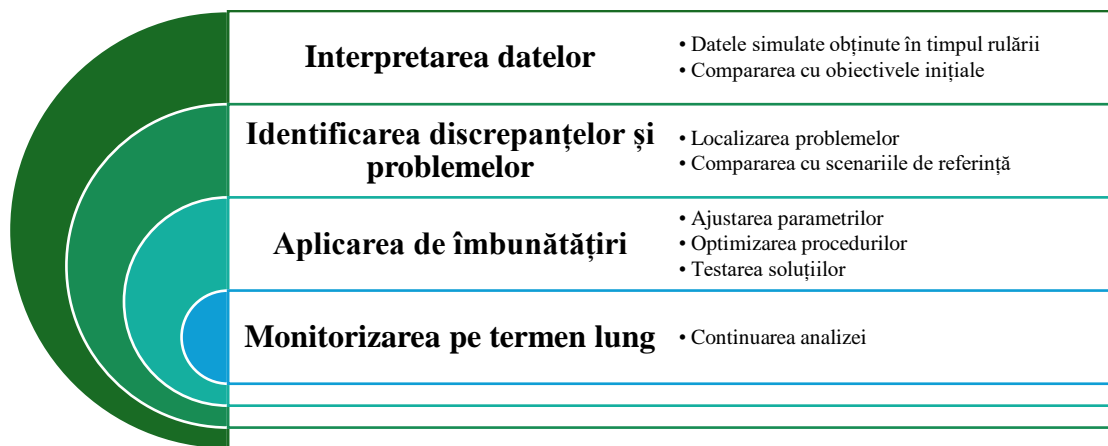 Interpretarea datelor
• Datele simulate obținute în timpul rulării
• Compararea cu obiectivele inițiale
Identificarea discrepanțelor și
problemelor
• Localizarea problemelor
• Compararea cu scenariile de referință
Aplicarea de îmbunătățiri
• Ajustarea parametrilor
• Optimizarea procedurilor
• Testarea soluțiilor
Monitorizarea pe termen lung
• Continuarea analizei